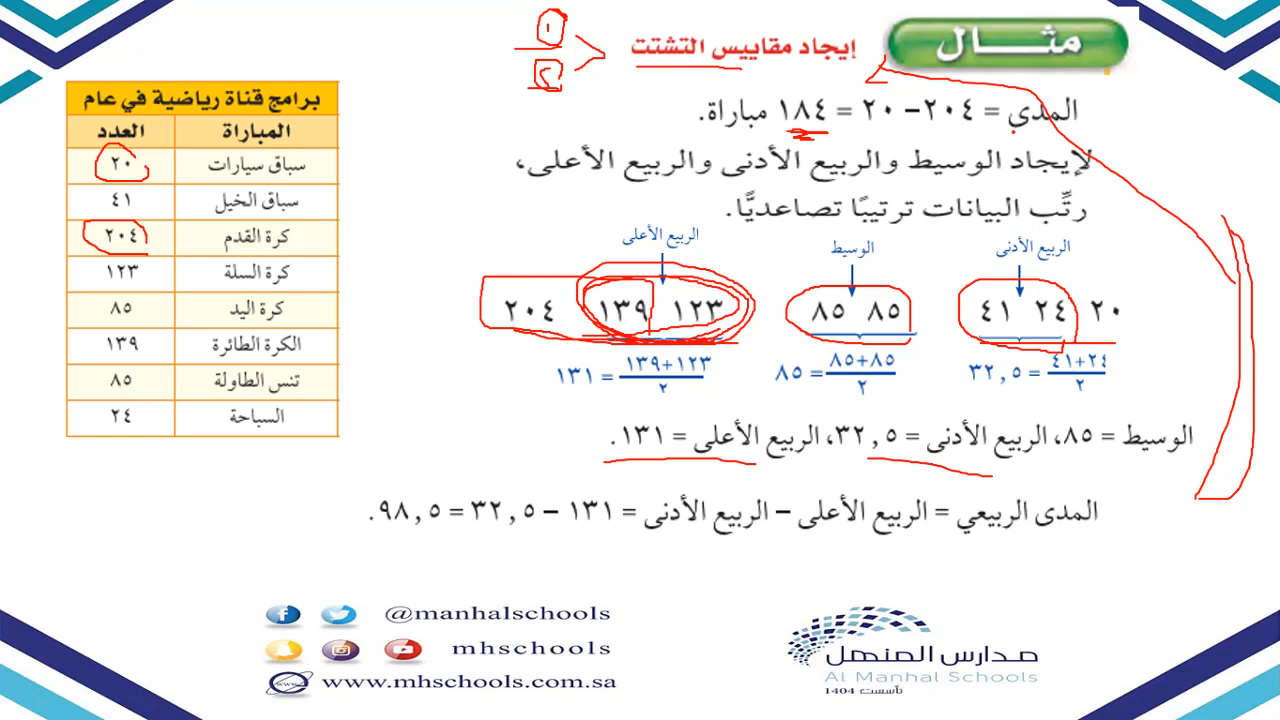 مثـــال
إيجاد مقاييس التشتت
١
٢
المدى = ٢٠٤ – ٢٠ = ١٨٤ مباراة.
لإيجاد الوسيط والربيع الأدنى والربيع الأعلى،
رتِّب البيانات ترتيبًا تصاعديًّا.
الربيع الأدنى الوسيط الربيع الأعلى
٢٠ ٢٤ ٤١ ٨٥ ٨٥ ١٢٣ ١٣٩ ٢٠٤
٤١+٢٤ / ٢ = ٣٢,٥
٨٥+٨٥ / ٢ = ٨٥
١٣٩+١٢٣ / ٢ = ١٣١
الوسيط = ٨٥، الربيع الأدنى = ٣٢,٥، الربيع الأعلى = ١٣١.
المدى الربيعي = الربيع الأعلى – الربيع الأدنى = ١٣١ – ٣٢,٥ = ٩٨,٥.
برامج قناة رياضية في عام
المباراة العدد
سباق سيارات ٢٠
سباق الخيل ٤١
كرة القدم ٢٠٤
كرة السلة ١٢٣
كرة اليد ٨٥
الكرة الطائرة ١٣٩
تنس الطاولة ٨٥
السباحة ٢٤
@manhalschools
mhschools
www.mhschools.com.sa
مدارس المنهل
Al Manhal Schools
تأسست 1404